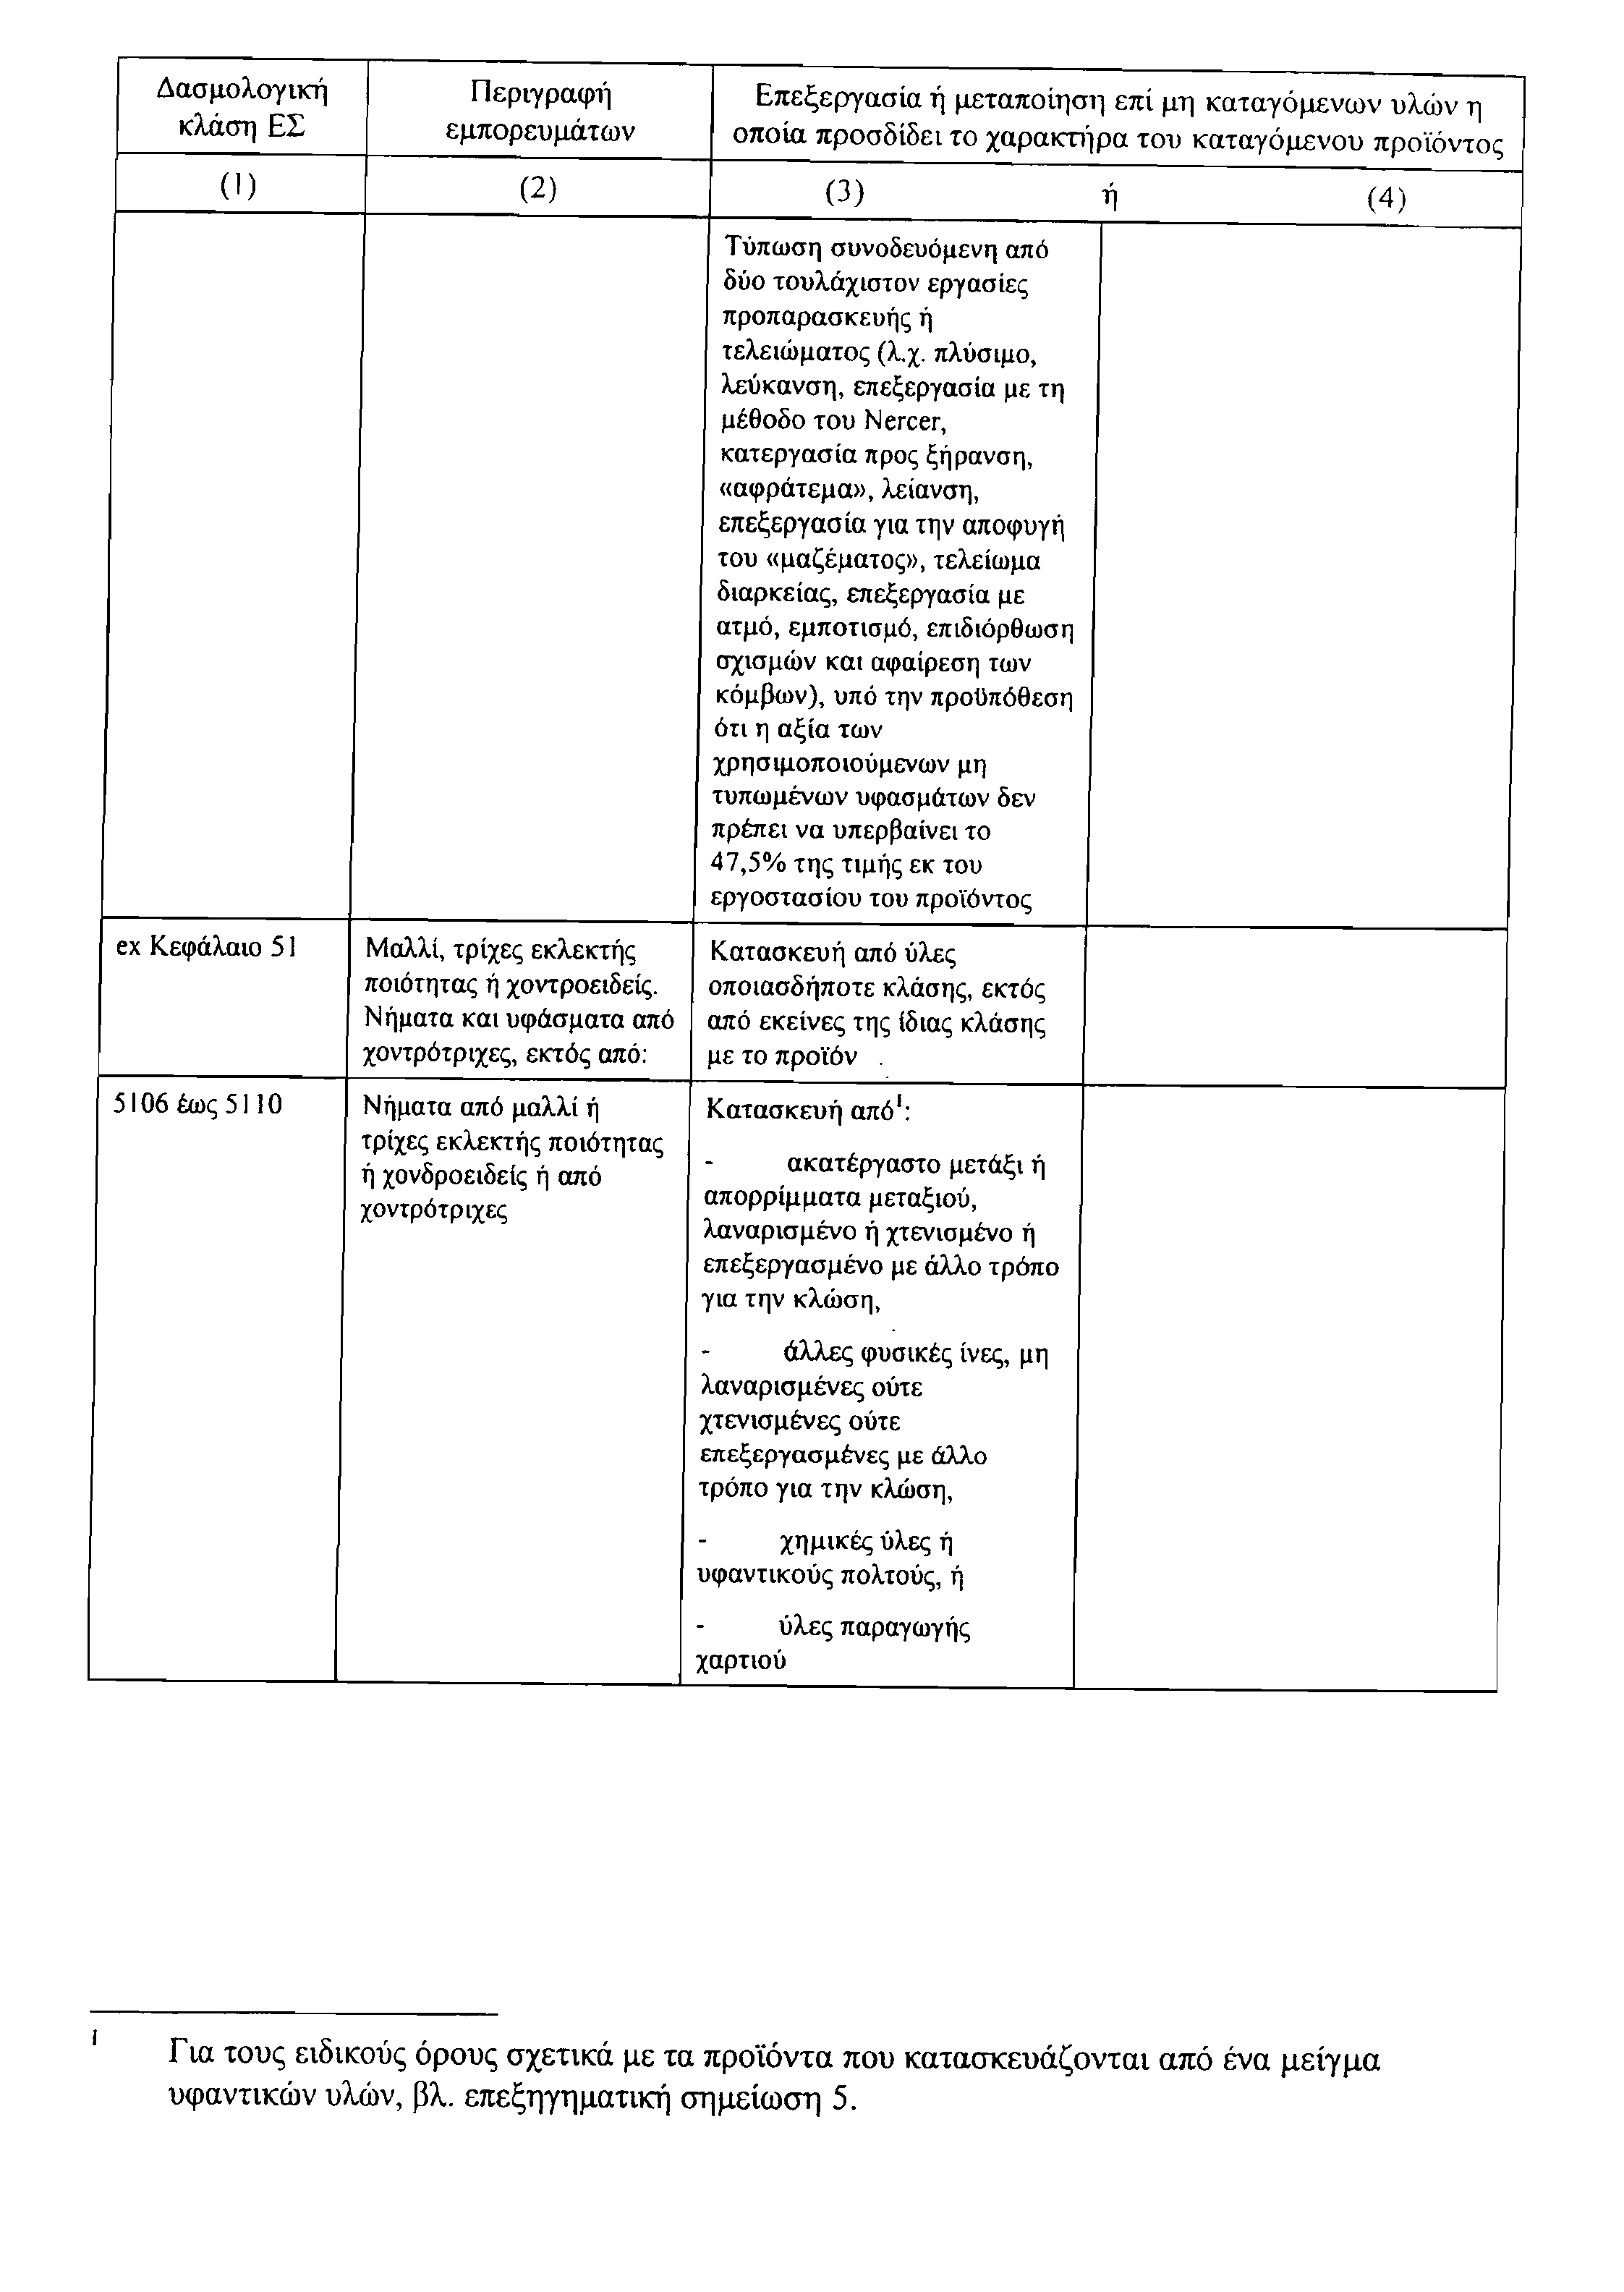 Δασμολογική
κλάση ΕΣ
Περιγραφή
εμπορευμάτων
Επεξεργασία ή μεταποίηση επί μη καταγόμενων υλών η
οποία προσδίδει το χαρακτήρα του καταγόμενου προϊόντος
(1)
(2)
(3) ή (4)
Τύπωση συνοδευόμενη από
δύο τουλάχιστον εργασίες
προπαρασκευής ή
τελειώματος (λ.χ. πλύσιμο,
λεύκανση, επεξεργασία με τη
μέθοδο του Nercer,
κατεργασία προς ξήρανση,
«αφράτεμα», λείανση,
επεξεργασία για την αποφυγή
του «μαζέματος», τελείωμα
διαρκείας, επεξεργασία με
ατμό, εμποτισμό, επιδιόρθωση
σχισμών και αφαίρεση των
κόμβων), υπό την προϋπόθεση
ότι η αξία των
χρησιμοποιούμενων μη
τυπωμένων υφασμάτων δεν
πρέπει να υπερβαίνει το
47,5% της τιμής εκ του
εργοστασίου του προϊόντος
ex Κεφάλαιο 51
Μαλλί, τρίχες εκλεκτής
ποιότητας ή χοντροειδείς.
Νήματα και υφάσματα από
χοντρότριχες, εκτός από:
Κατασκευή από ύλες
οποιασδήποτε κλάσης, εκτός
από εκείνες της ίδιας κλάσης
με το προϊόν .
5106 έως 5110
Νήματα από μαλλί ή
τρίχες εκλεκτής ποιότητας
ή χονδροειδείς ή από
χοντρότριχες
Κατασκευή από¹:
- ακατέργαστο μετάξι ή
απορρίμματα μεταξιού,
λαναρισμένο ή χτενισμένο ή
επεξεργασμένο με άλλο τρόπο
για την κλώση,
- άλλες φυσικές ίνες, μη
λαναρισμένες ούτε
χτενισμένες ούτε
επεξεργασμένες με άλλο
τρόπο για την κλώση,
- χημικές ύλες ή
υφαντικούς πολτούς, ή
- ύλες παραγωγής
χαρτιού
¹ Για τους ειδικούς όρους σχετικά με τα προϊόντα που κατασκευάζονται από ένα μείγμα
υφαντικών υλών, βλ. επεξηγηματική σημείωση 5.